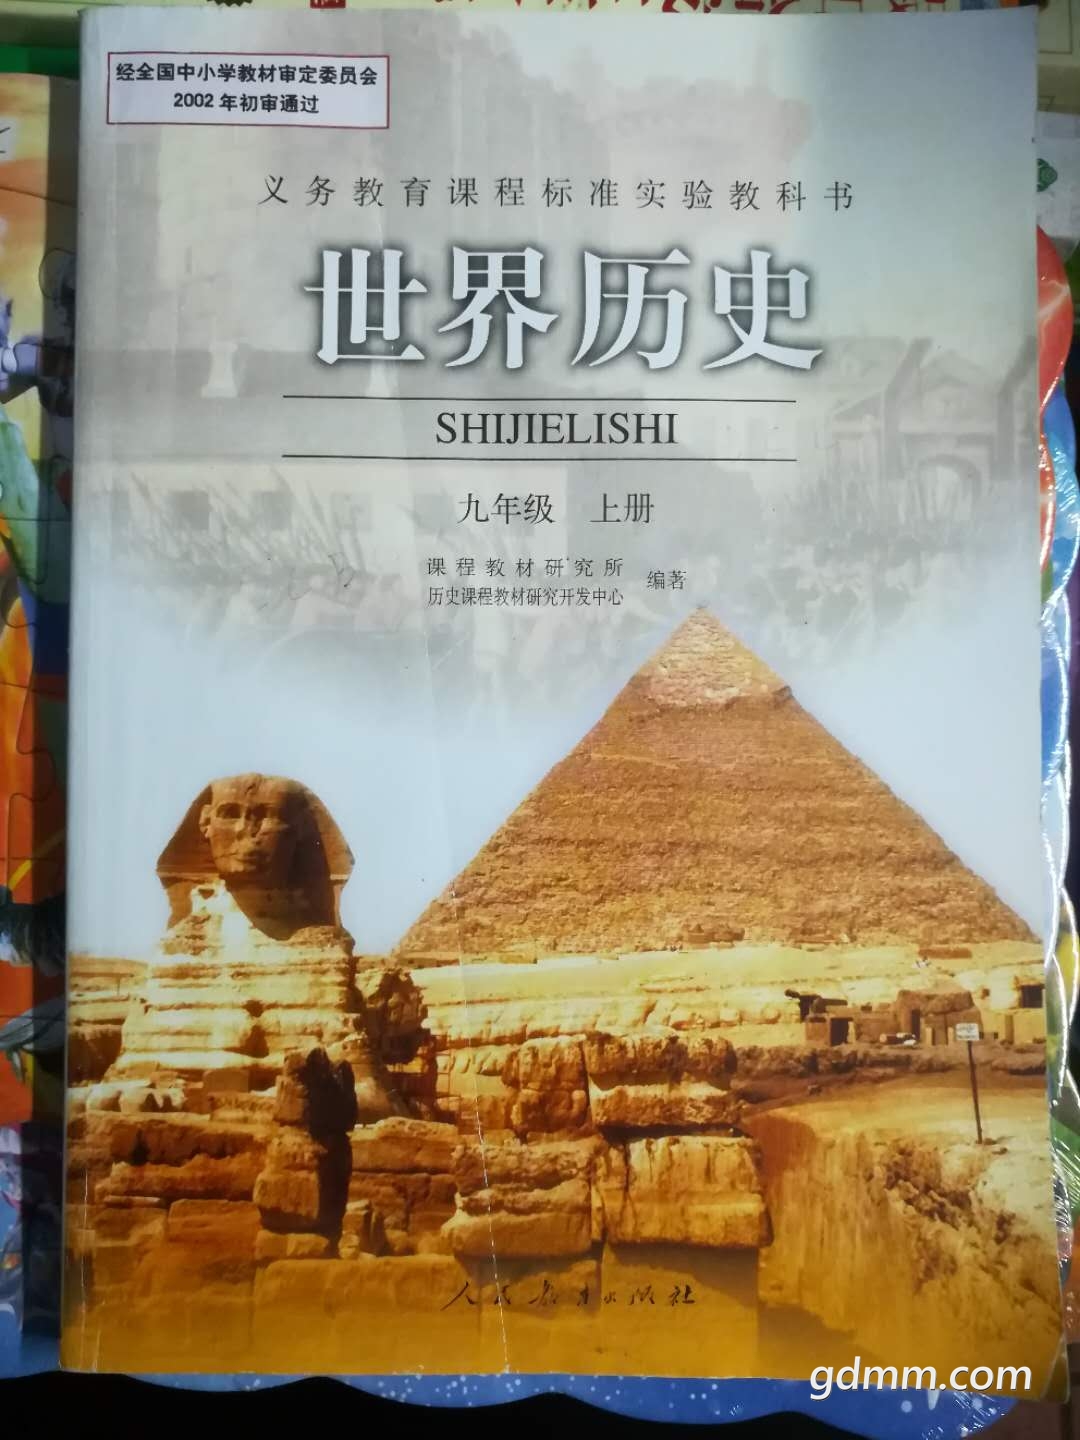 经全国中小学教材审定委员会
2002年初审通过
义务教育课程标准实验教科书
世界历史
SHIJIELISHI
九年级 上册
课程教材研究所
历史课程教材研究开发中心
编著
人民教育出版社
gdmm.com